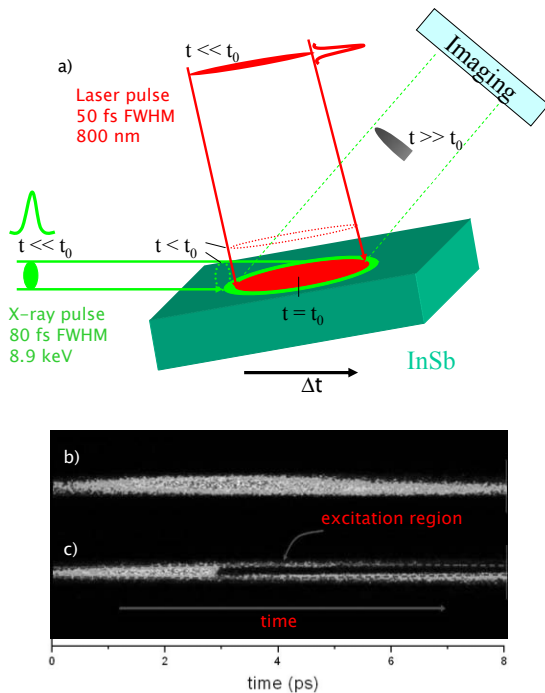 a)
t << t₀
Laser pulse
50 fs FWHM
800 nm
Imaging
t >> t₀
t << t₀
t < t₀
t = t₀
X-ray pulse
80 fs FWHM
8.9 keV
InSb
Δt
b)
excitation region
c)
time
0 2 4 6 8
time (ps)